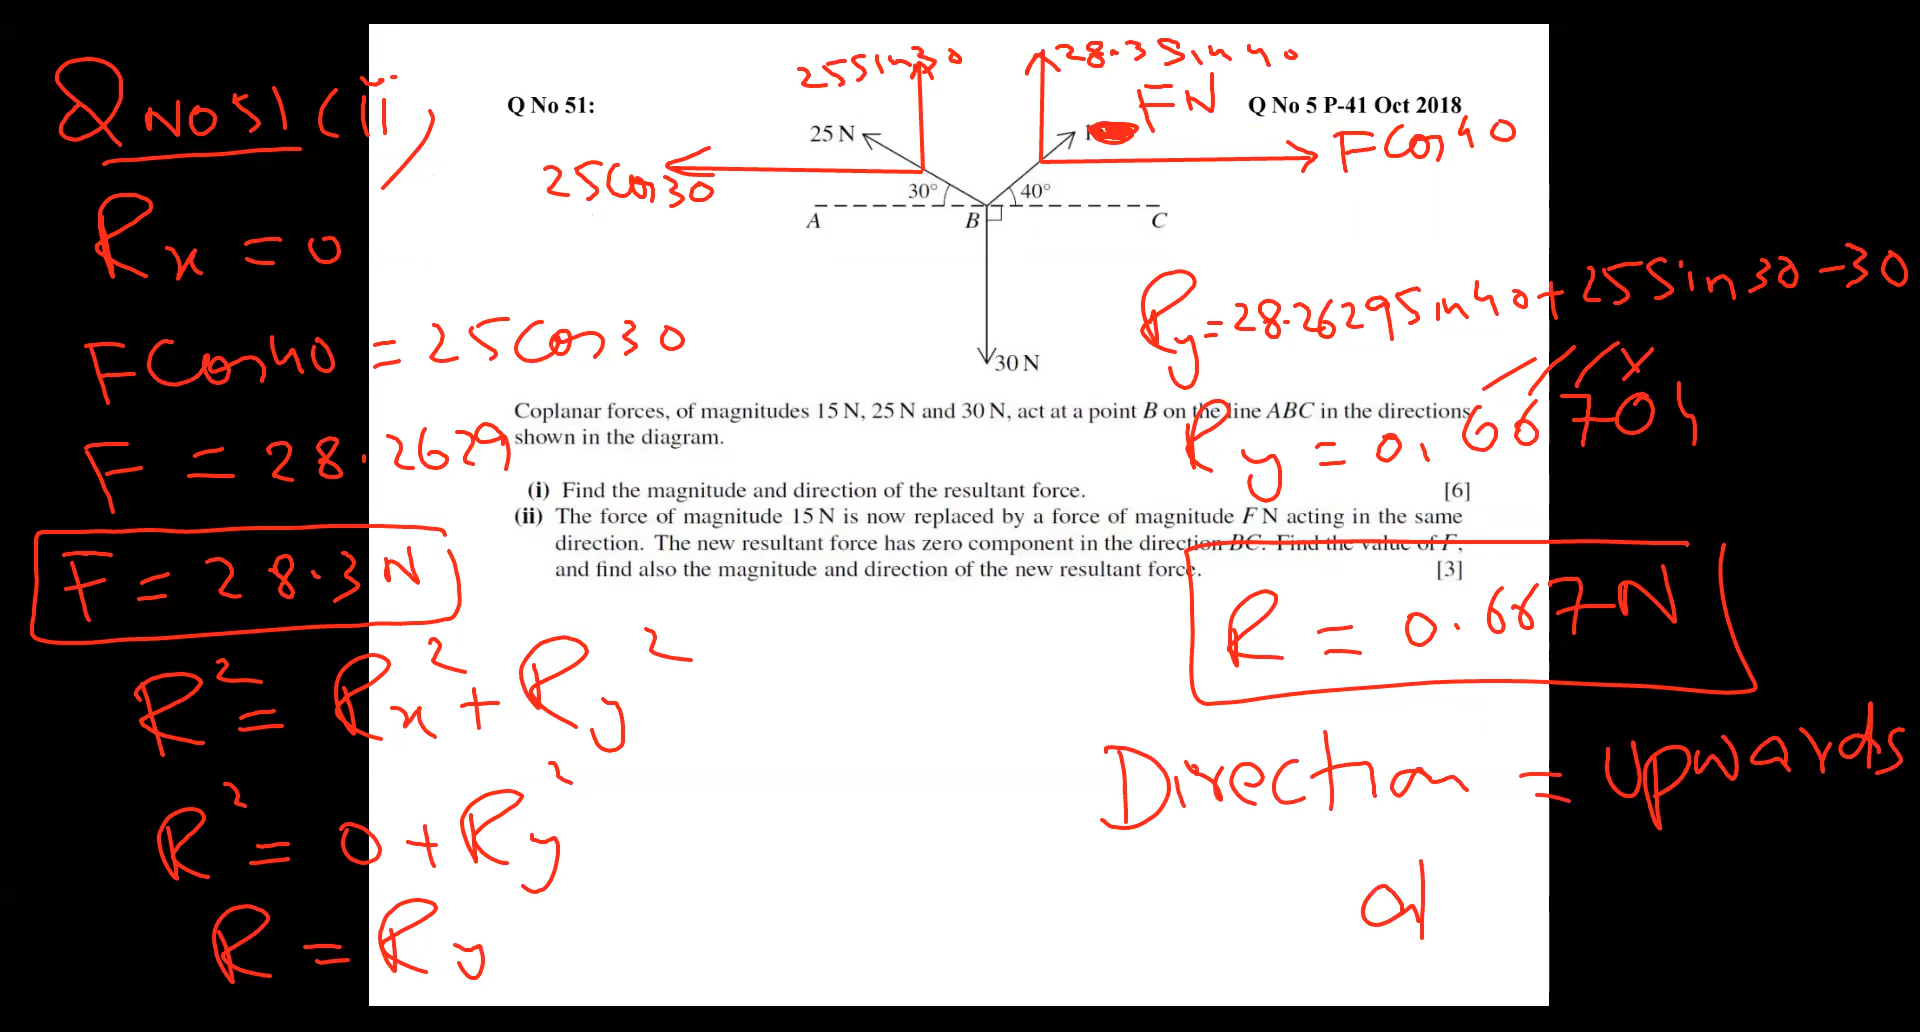 Q No 51 (ii)
Rx = 0
F Cos 40 = 25 Cos 30
F = 28.2629
F = 28.3 N
R² = Rx² + Ry²
R² = 0 + Ry²
R = Ry
Q No 51:
Q No 5 P-41 Oct 2018
25 Sin 30
28.3 Sin 40
FN
25 N
F Cos 40
25 Cos 30
30°
40°
A
B
C
30 N
Ry = 28.2629 Sin 40 + 25 Sin 30 - 30
Ry = 0.66704
Coplanar forces, of magnitudes 15 N, 25 N and 30 N, act at a point B on the line ABC in the directions
shown in the diagram.
(i) Find the magnitude and direction of the resultant force. [6]
(ii) The force of magnitude 15 N is now replaced by a force of magnitude F N acting in the same
direction. The new resultant force has zero component in the direction BC. Find the value of F,
and find also the magnitude and direction of the new resultant force. [3]
R = 0.667 N
Direction = upwards